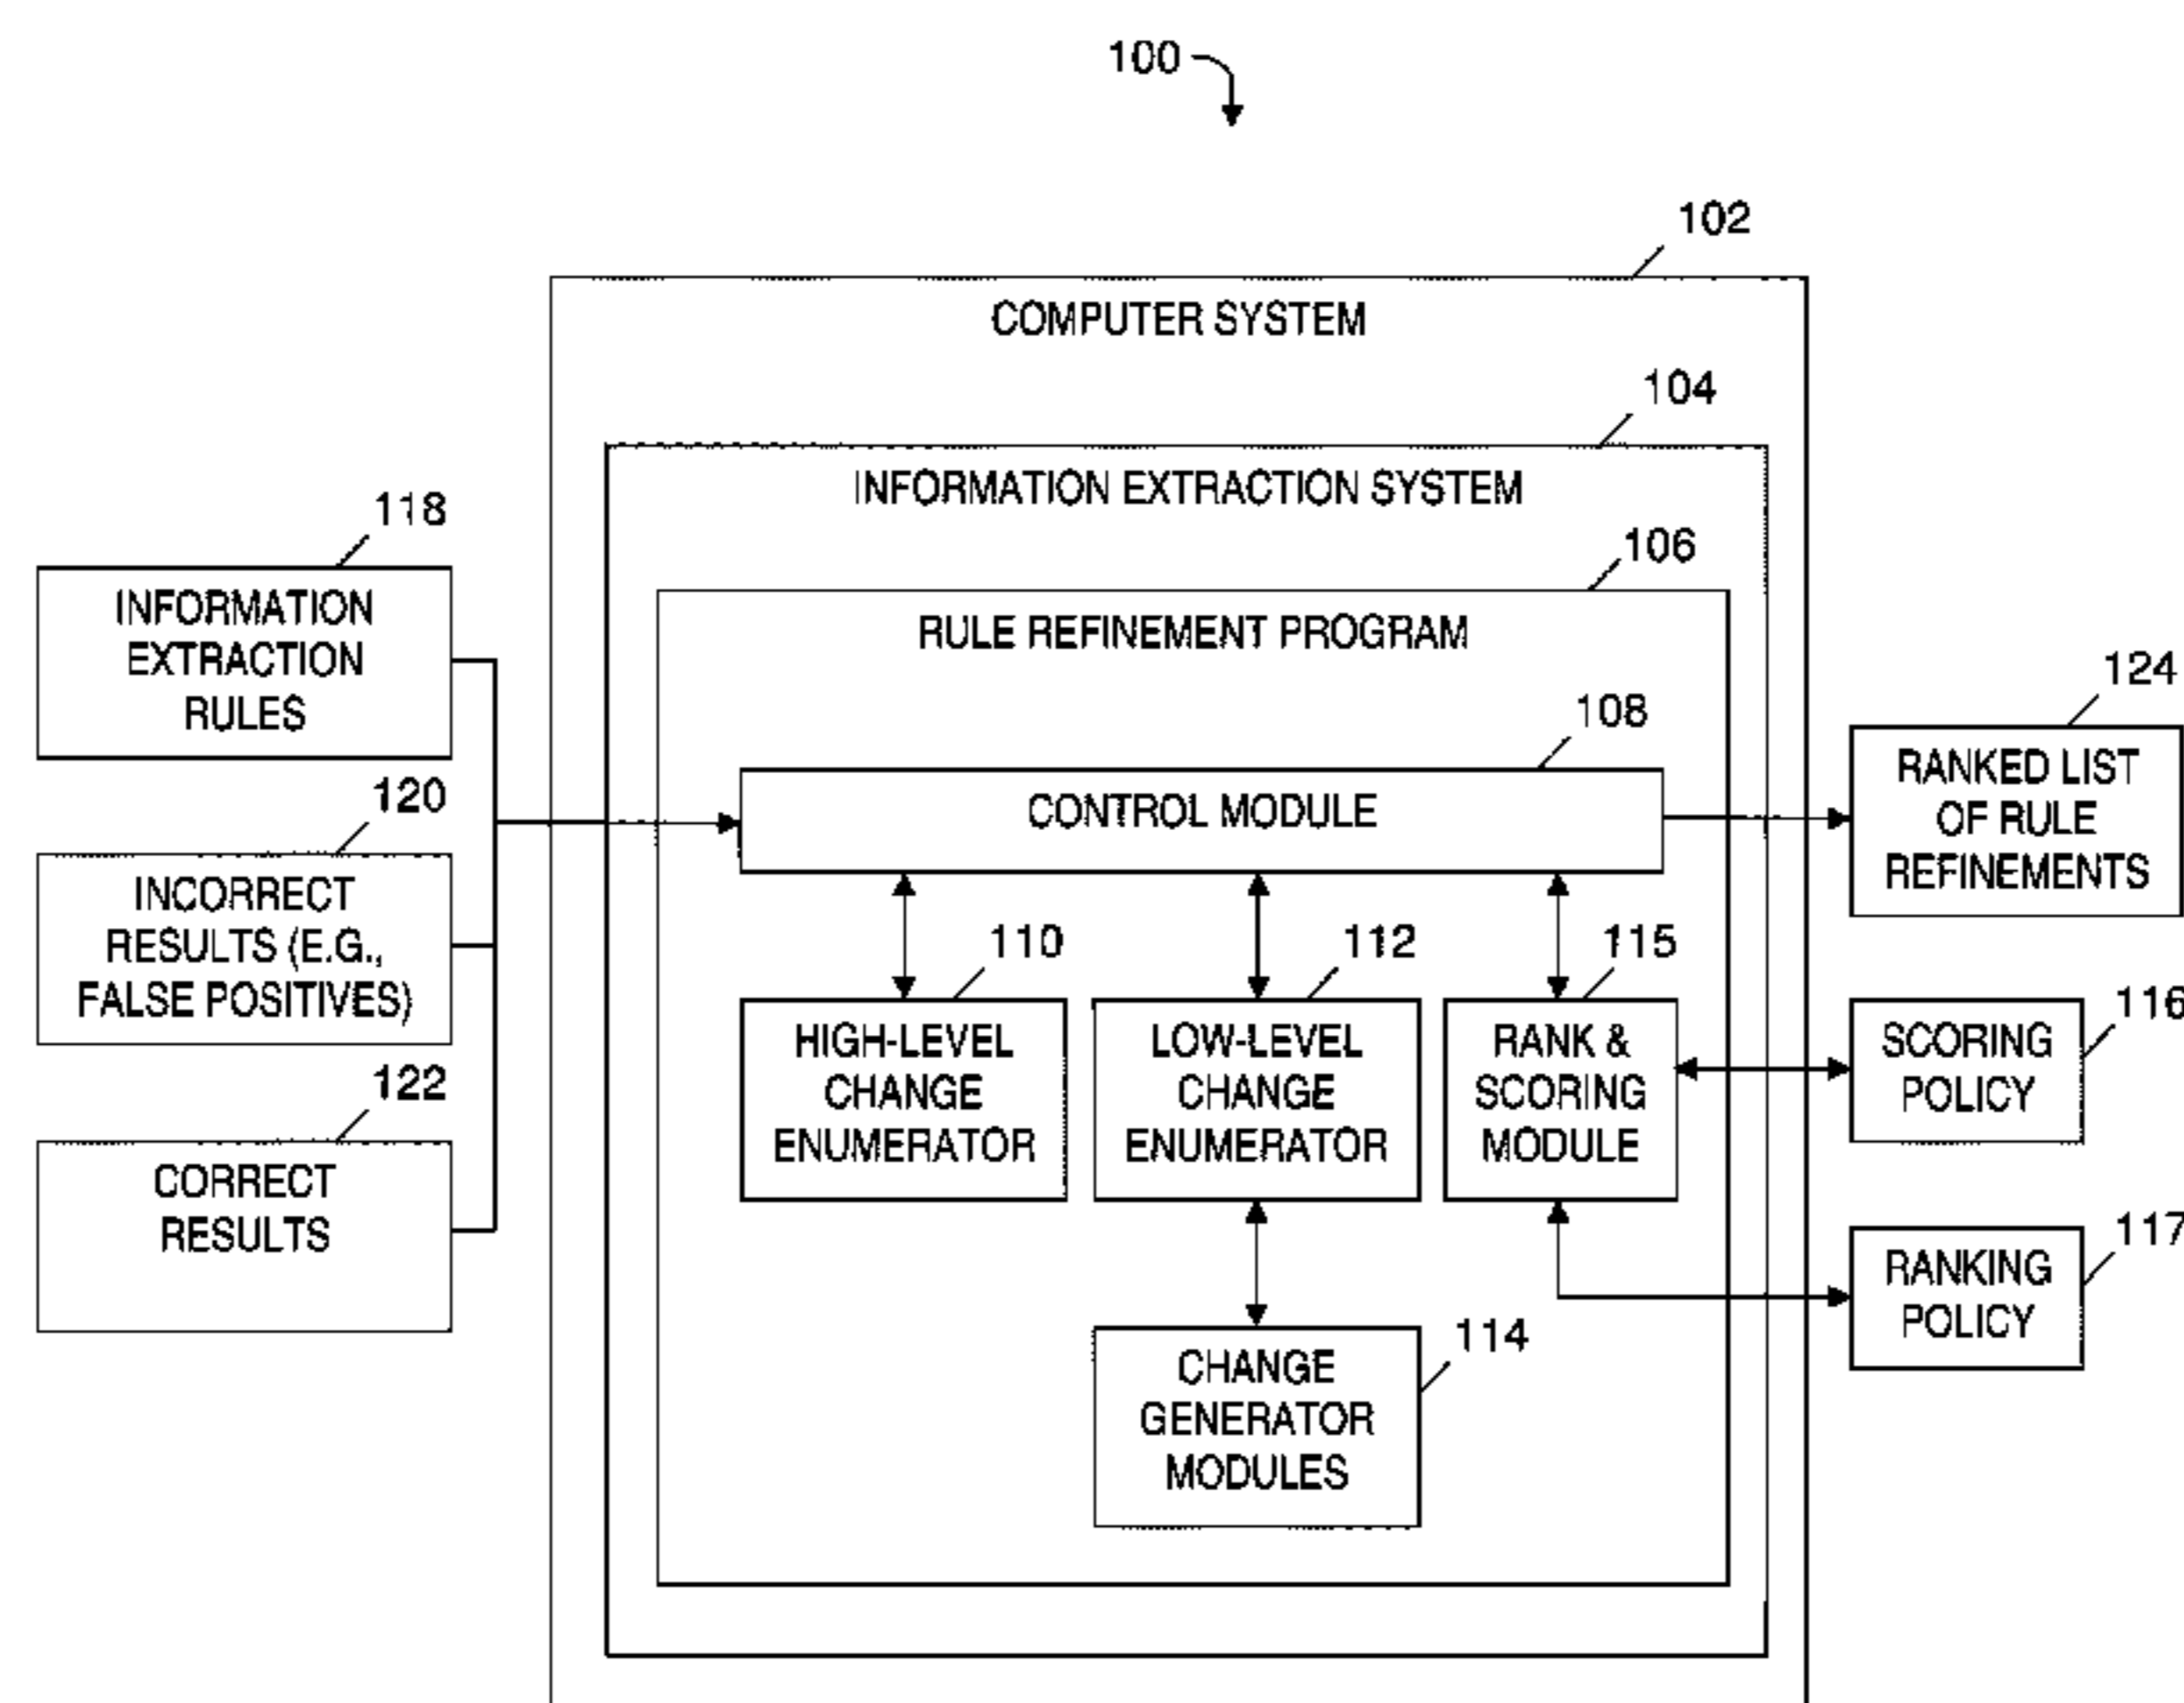 100
102
COMPUTER SYSTEM
104
INFORMATION EXTRACTION SYSTEM
106
RULE REFINEMENT PROGRAM
118
INFORMATION
EXTRACTION
RULES
120
INCORRECT
RESULTS (E.G.,
FALSE POSITIVES)
122
CORRECT
RESULTS
108
CONTROL MODULE
124
RANKED LIST
OF RULE
REFINEMENTS
110
HIGH-LEVEL
CHANGE
ENUMERATOR
112
LOW-LEVEL
CHANGE
ENUMERATOR
115
RANK &
SCORING
MODULE
116
SCORING
POLICY
117
RANKING
POLICY
114
CHANGE
GENERATOR
MODULES